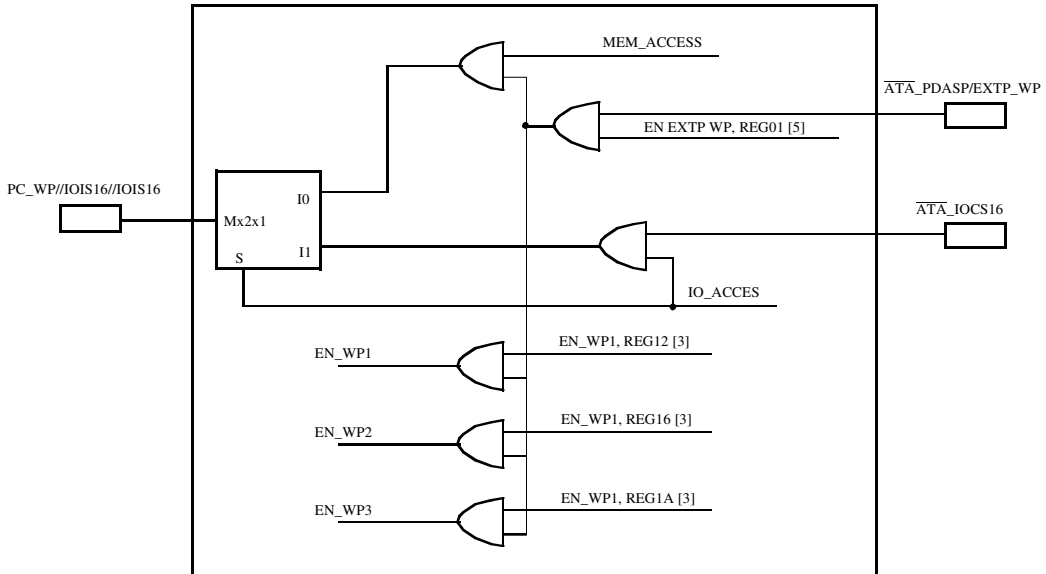 MEM_ACCESS
ATA_PDASP/EXTP_WP
EN EXTP WP, REG01 [5]
PC_WP//IOIS16//IOIS16
I0
Mx2x1
ATA_IOCS16
I1
S
IO_ACCES
EN_WP1, REG12 [3]
EN_WP1
EN_WP1, REG16 [3]
EN_WP2
EN_WP1, REG1A [3]
EN_WP3